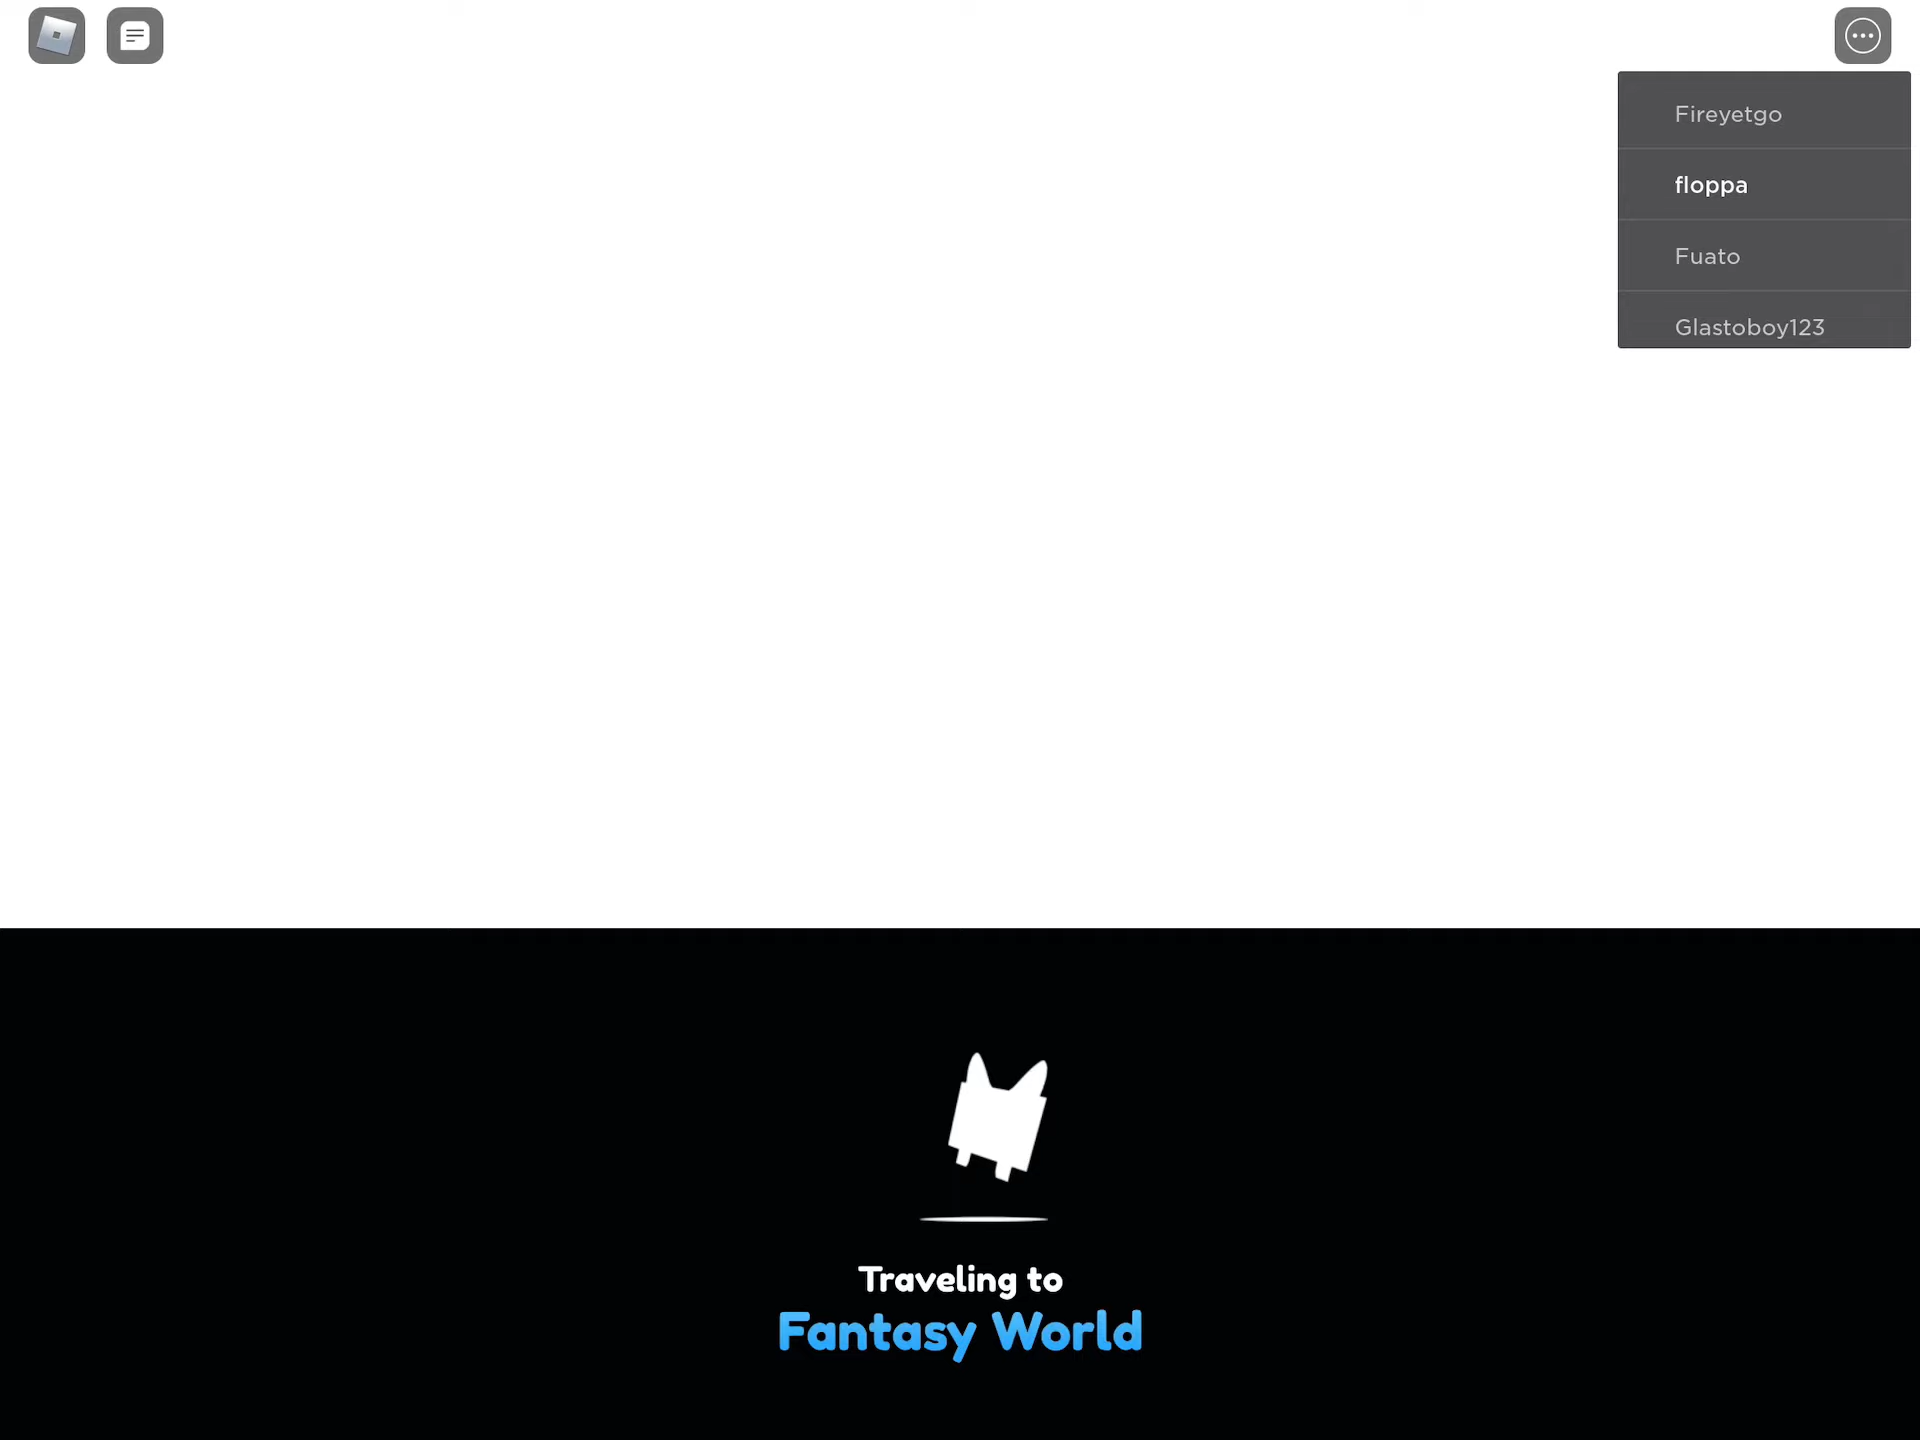 Fireyetgo
floppa
Fuato
Glastoboy123
Traveling to
Fantasy World